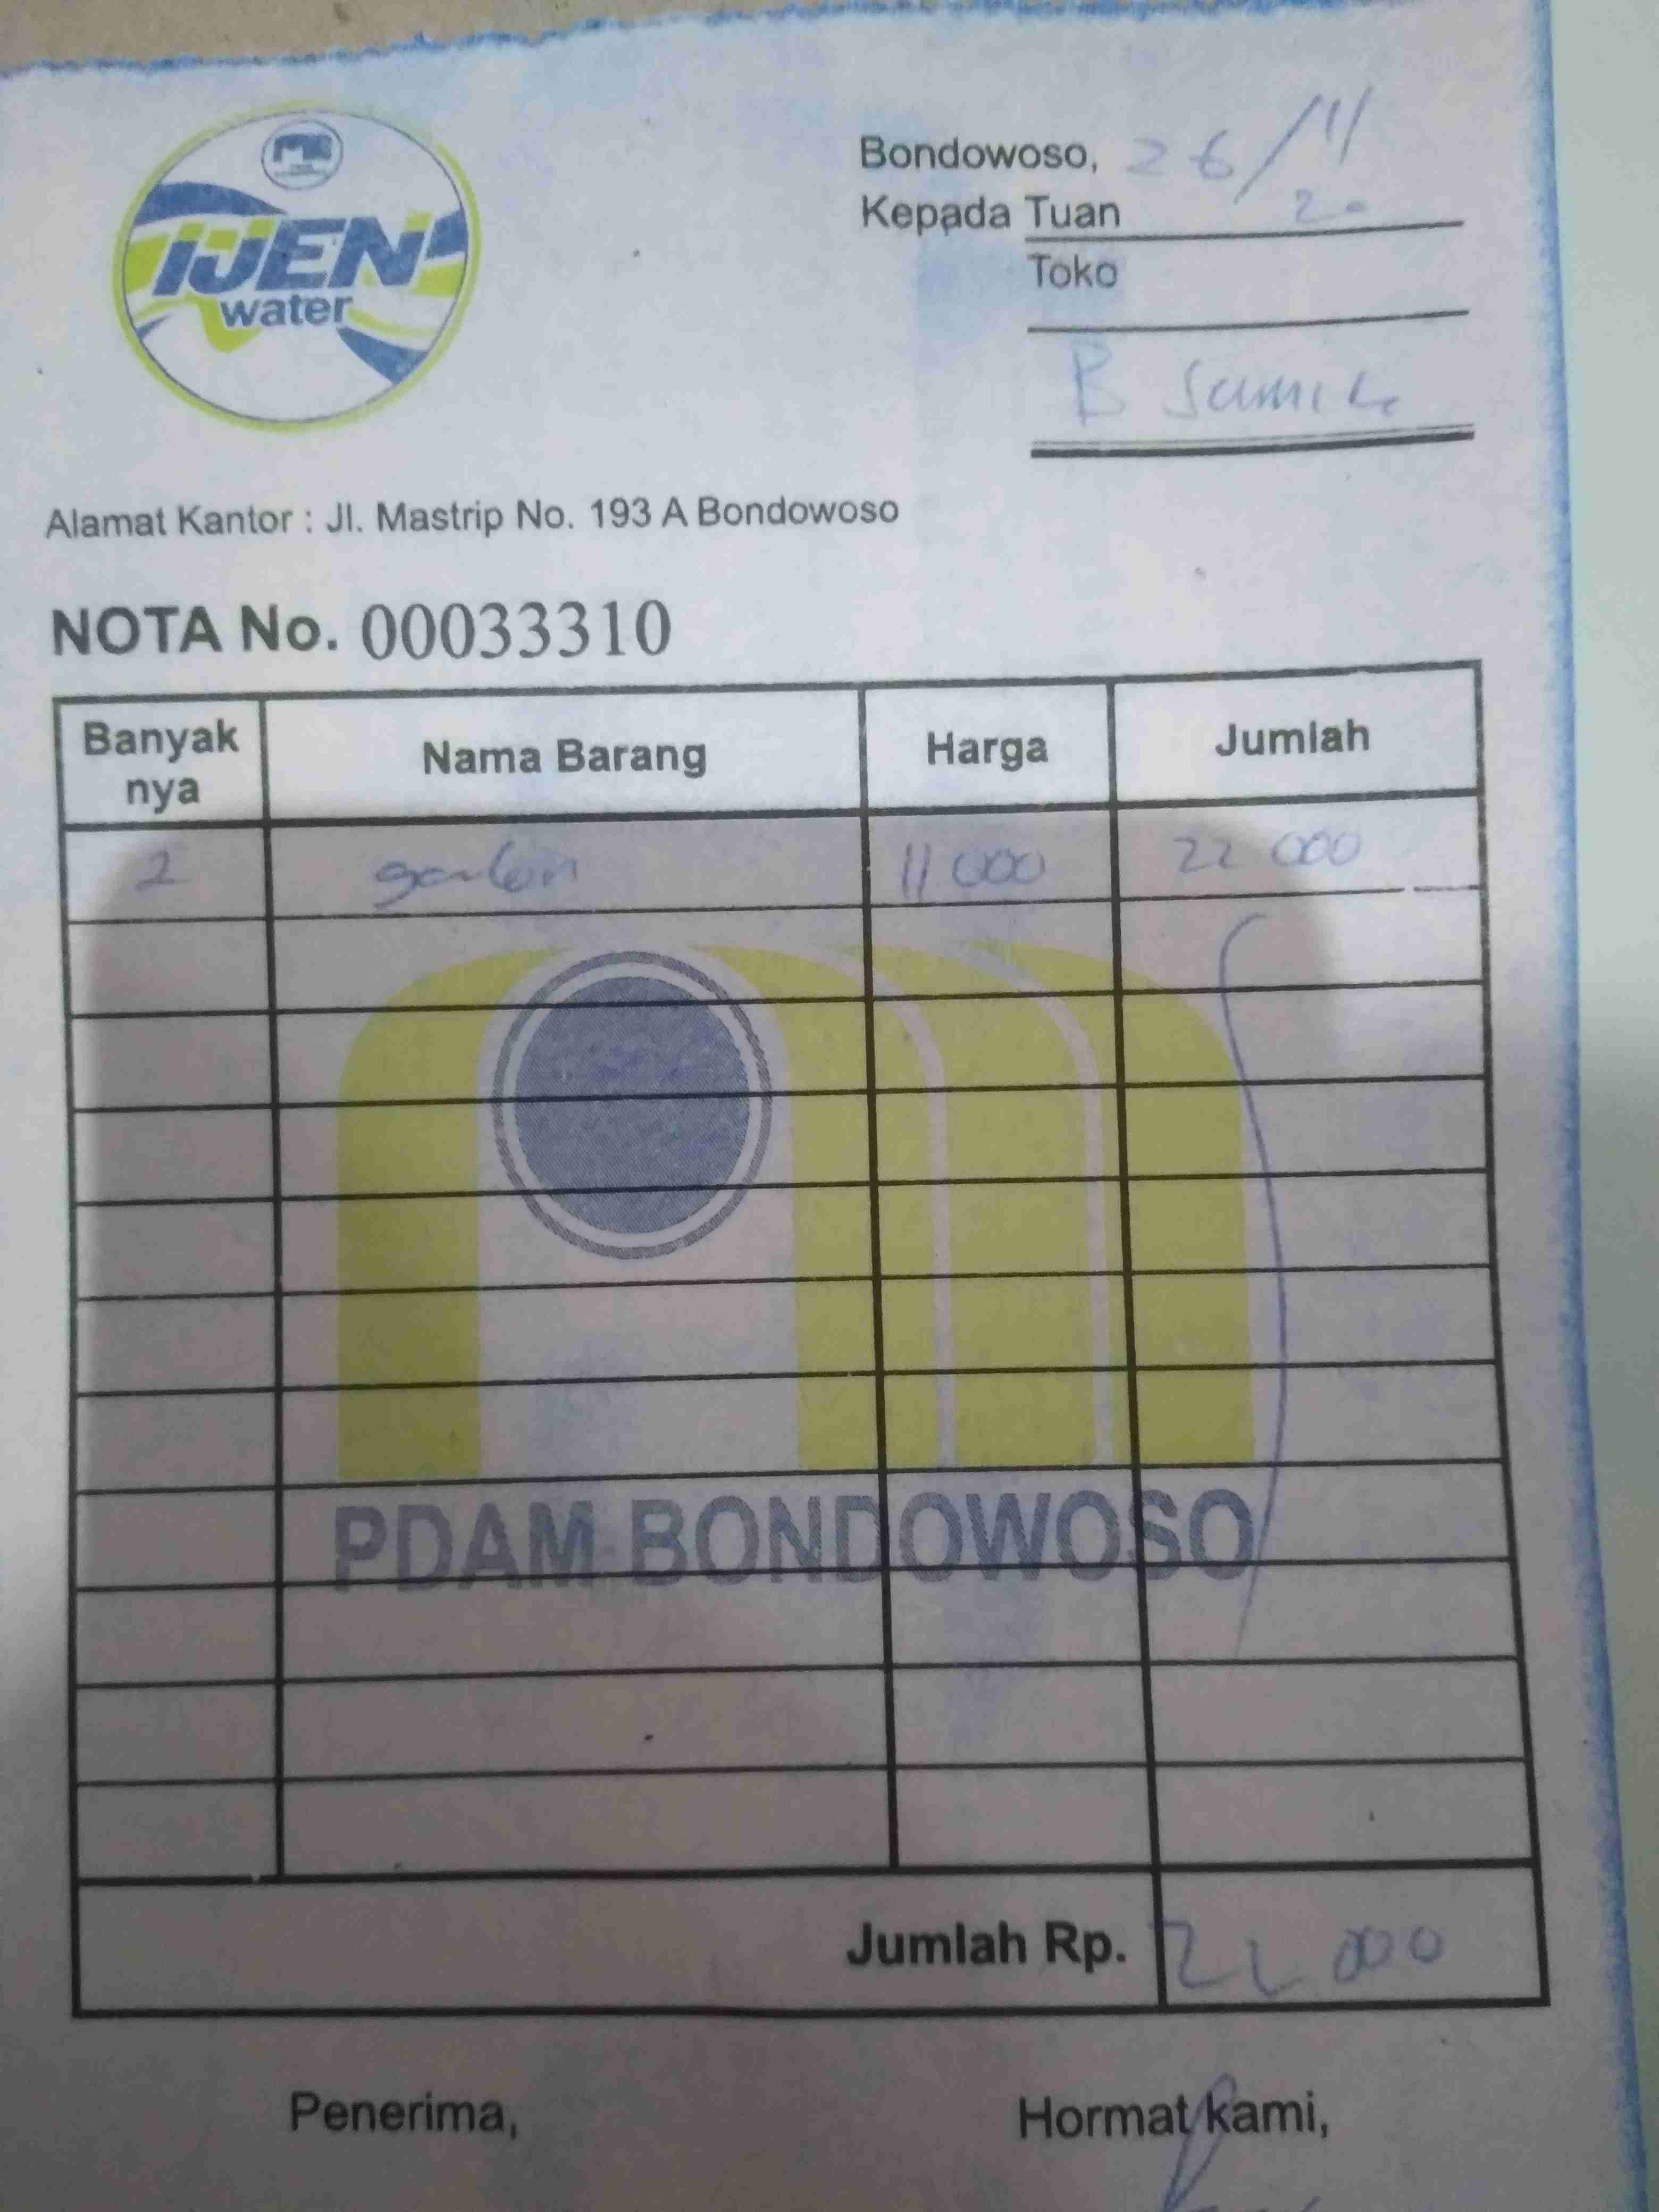 IJEN
water
Bondowoso, 26/11
Kepada Tuan 20
Toko
B Sumi
Alamat Kantor : Jl. Mastrip No. 193 A Bondowoso
NOTA No. 00033310
Banyak nya Nama Barang Harga Jumlah
2 galon 11 000 22 000
PDAM BONDOWOSO
Jumlah Rp. 22 000
Penerima, Hormat kami,